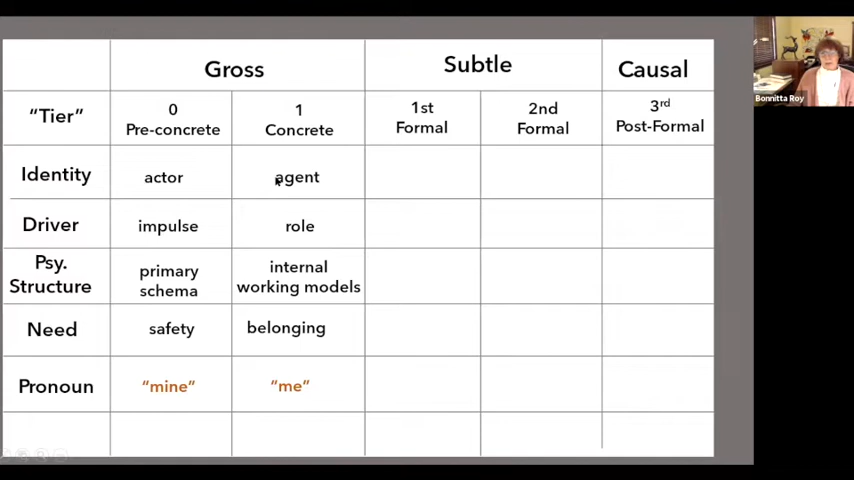 Gross Subtle Causal
"Tier" 0 1 1st 2nd 3rd
Pre-concrete Concrete Formal Formal Post-Formal
Identity actor agent
Driver impulse role
Psy. Structure primary schema internal working models
Need safety belonging
Pronoun "mine" "me"
Bonnitta Roy